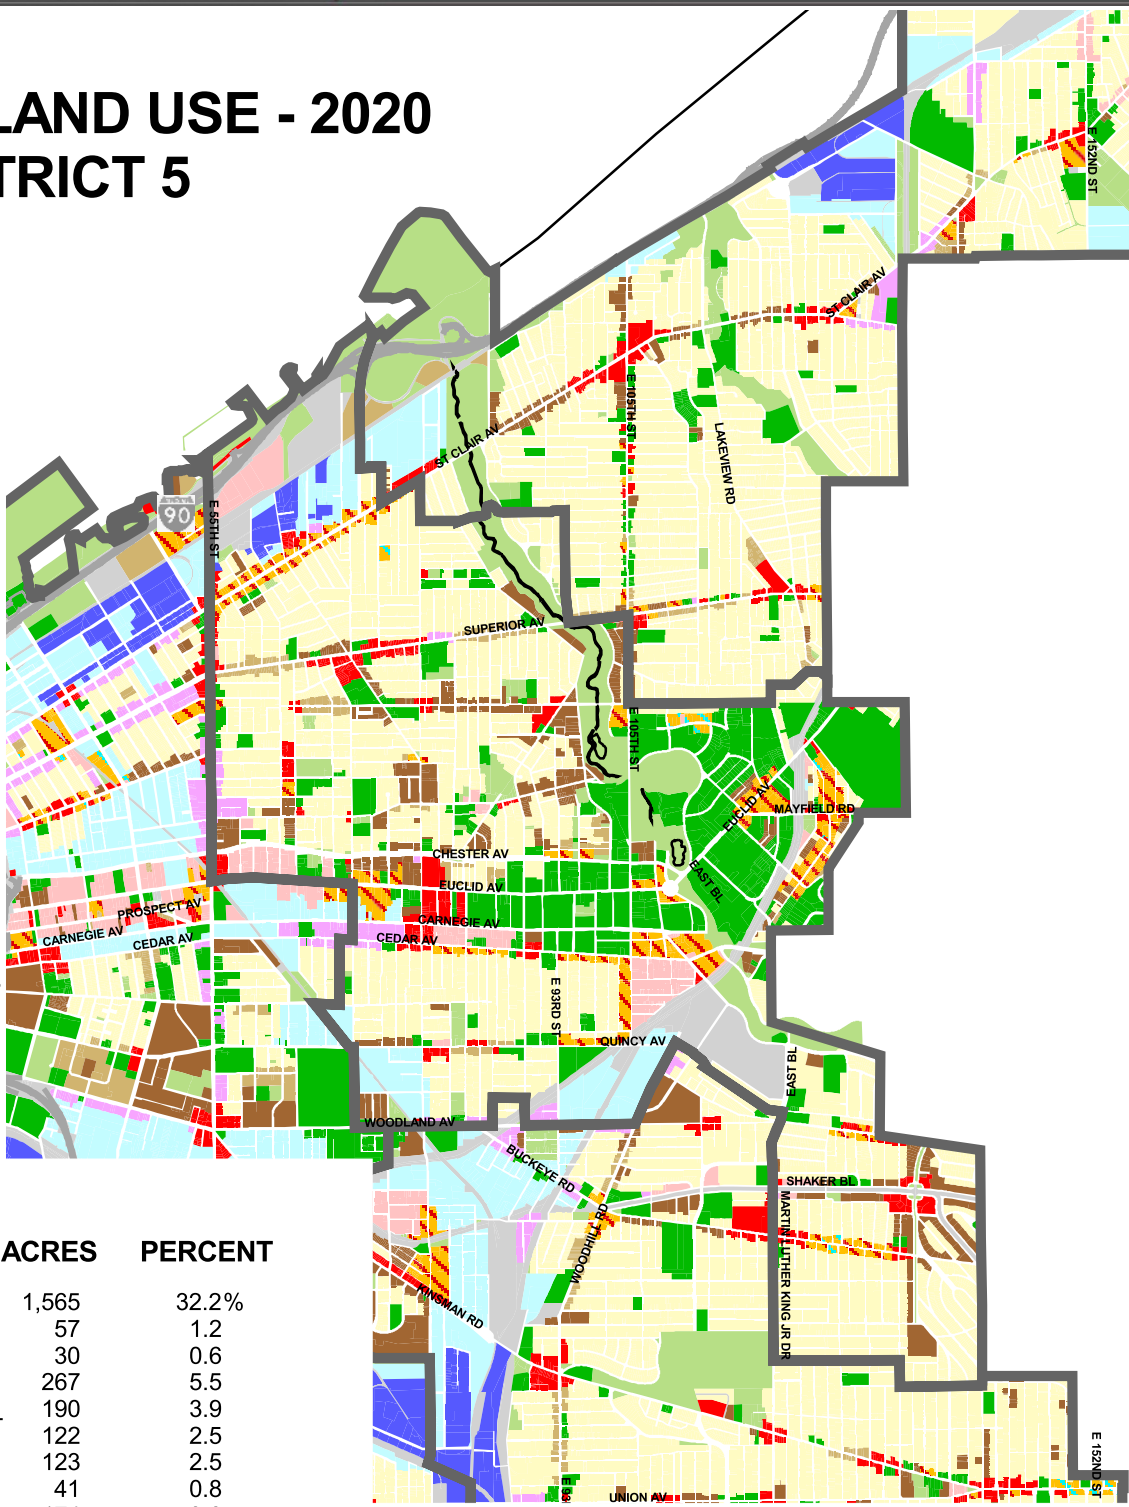 LAND USE - 2020
TRICT 5
E 152ND ST
ST CLAIR AV
E 105TH ST
LAKEVIEW RD
ST CLAIR AV
90
E 55TH ST
SUPERIOR AV
E 105TH ST
EUCLID AV
MAYFIELD RD
CHESTER AV
EAST BL
EUCLID AV
PROSPECT AV
CARNEGIE AV
CARNEGIE AV
CEDAR AV
CEDAR AV
E 93RD ST
QUINCY AV
EAST BL
WOODLAND AV
BUCKEYE RD
SHAKER BL
MARTIN LUTHER KING JR DR
WOODHILL RD
KINSMAN RD
ACRES PERCENT
1,565 32.2%
57 1.2
30 0.6
267 5.5
190 3.9
122 2.5
123 2.5
41 0.8
E 152ND ST
UNION AV